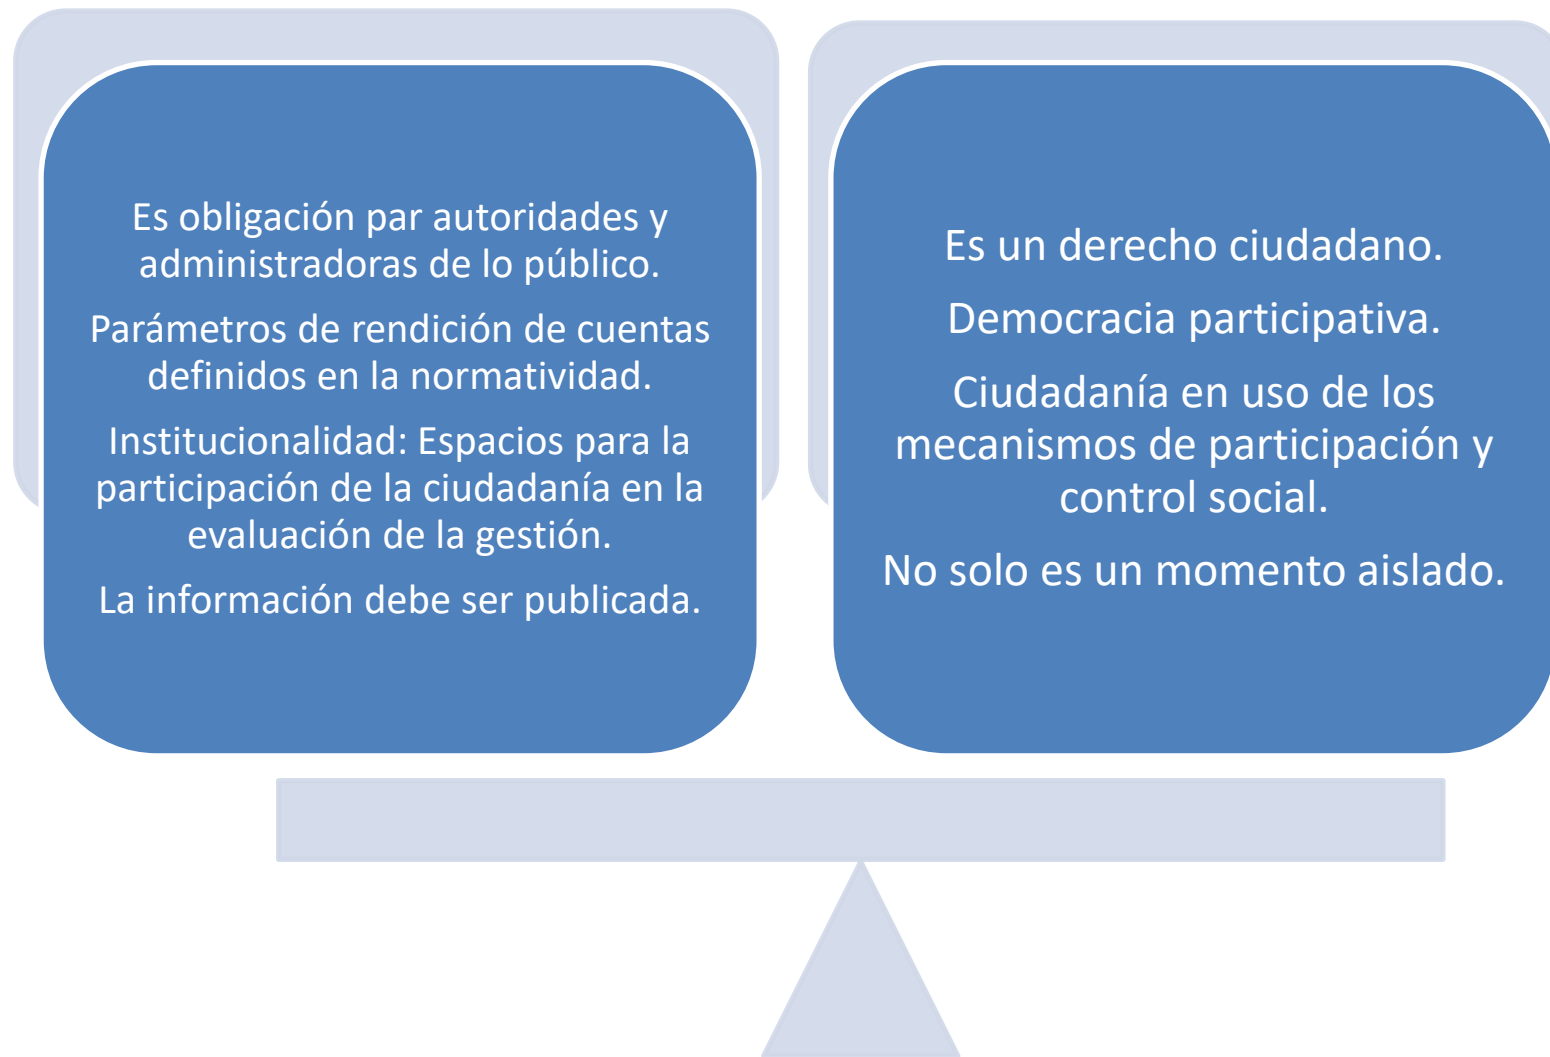 Es obligación par autoridades y
administradoras de lo público.
Parámetros de rendición de cuentas
definidos en la normatividad.
Institucionalidad: Espacios para la
participación de la ciudadanía en la
evaluación de la gestión.
La información debe ser publicada.
Es un derecho ciudadano.
Democracia participativa.
Ciudadanía en uso de los
mecanismos de participación y
control social.
No solo es un momento aislado.